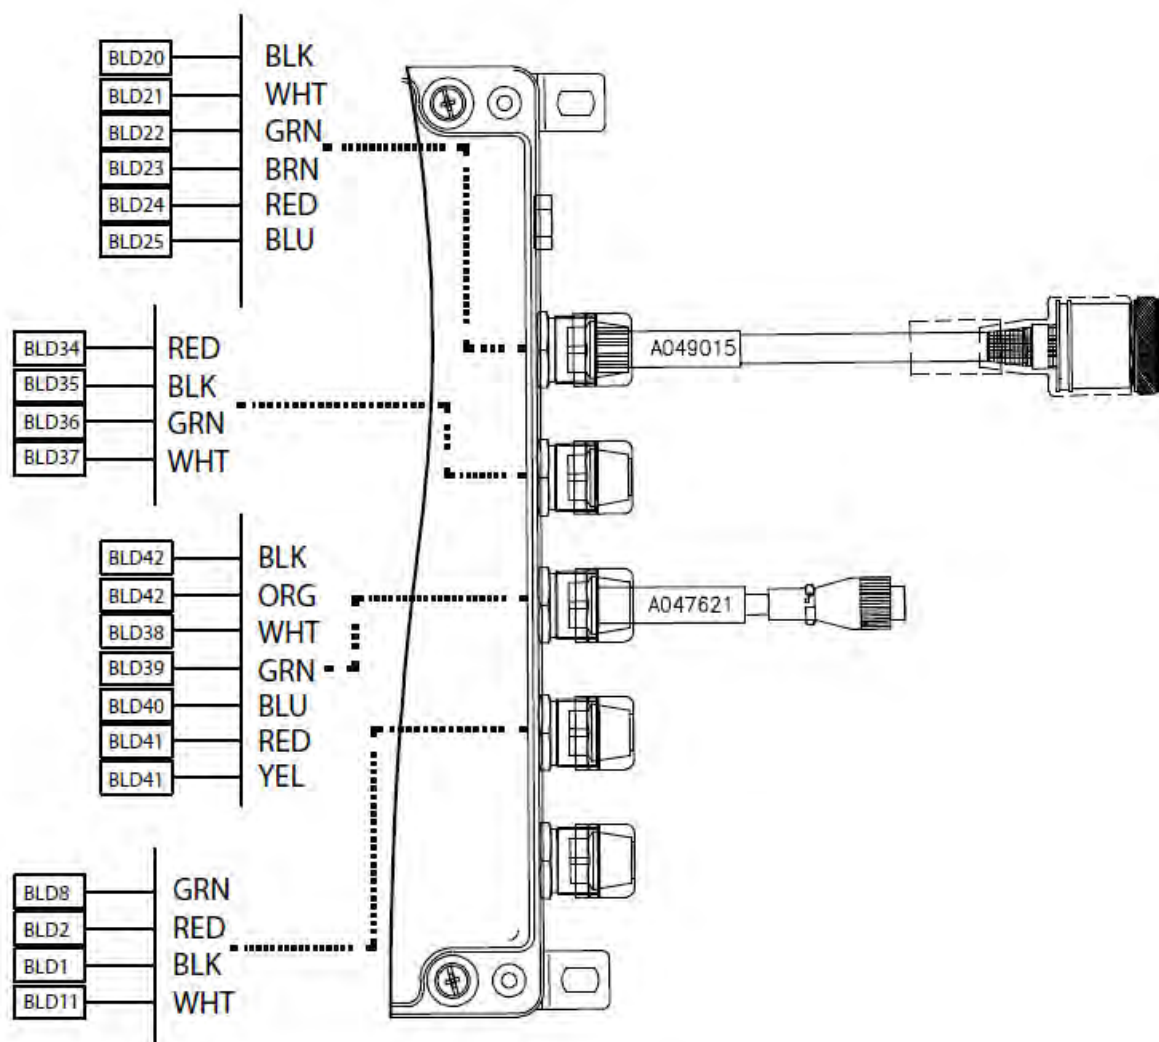 BLD20 BLK
BLD21 WHT
BLD22 GRN
BLD23 BRN
BLD24 RED
BLD25 BLU
A049015
BLD34 RED
BLD35 BLK
BLD36 GRN
BLD37 WHT
BLD42 BLK
BLD42 ORG
BLD38 WHT
BLD39 GRN
BLD40 BLU
BLD41 RED
BLD41 YEL
A047621
BLD8 GRN
BLD2 RED
BLD1 BLK
BLD11 WHT